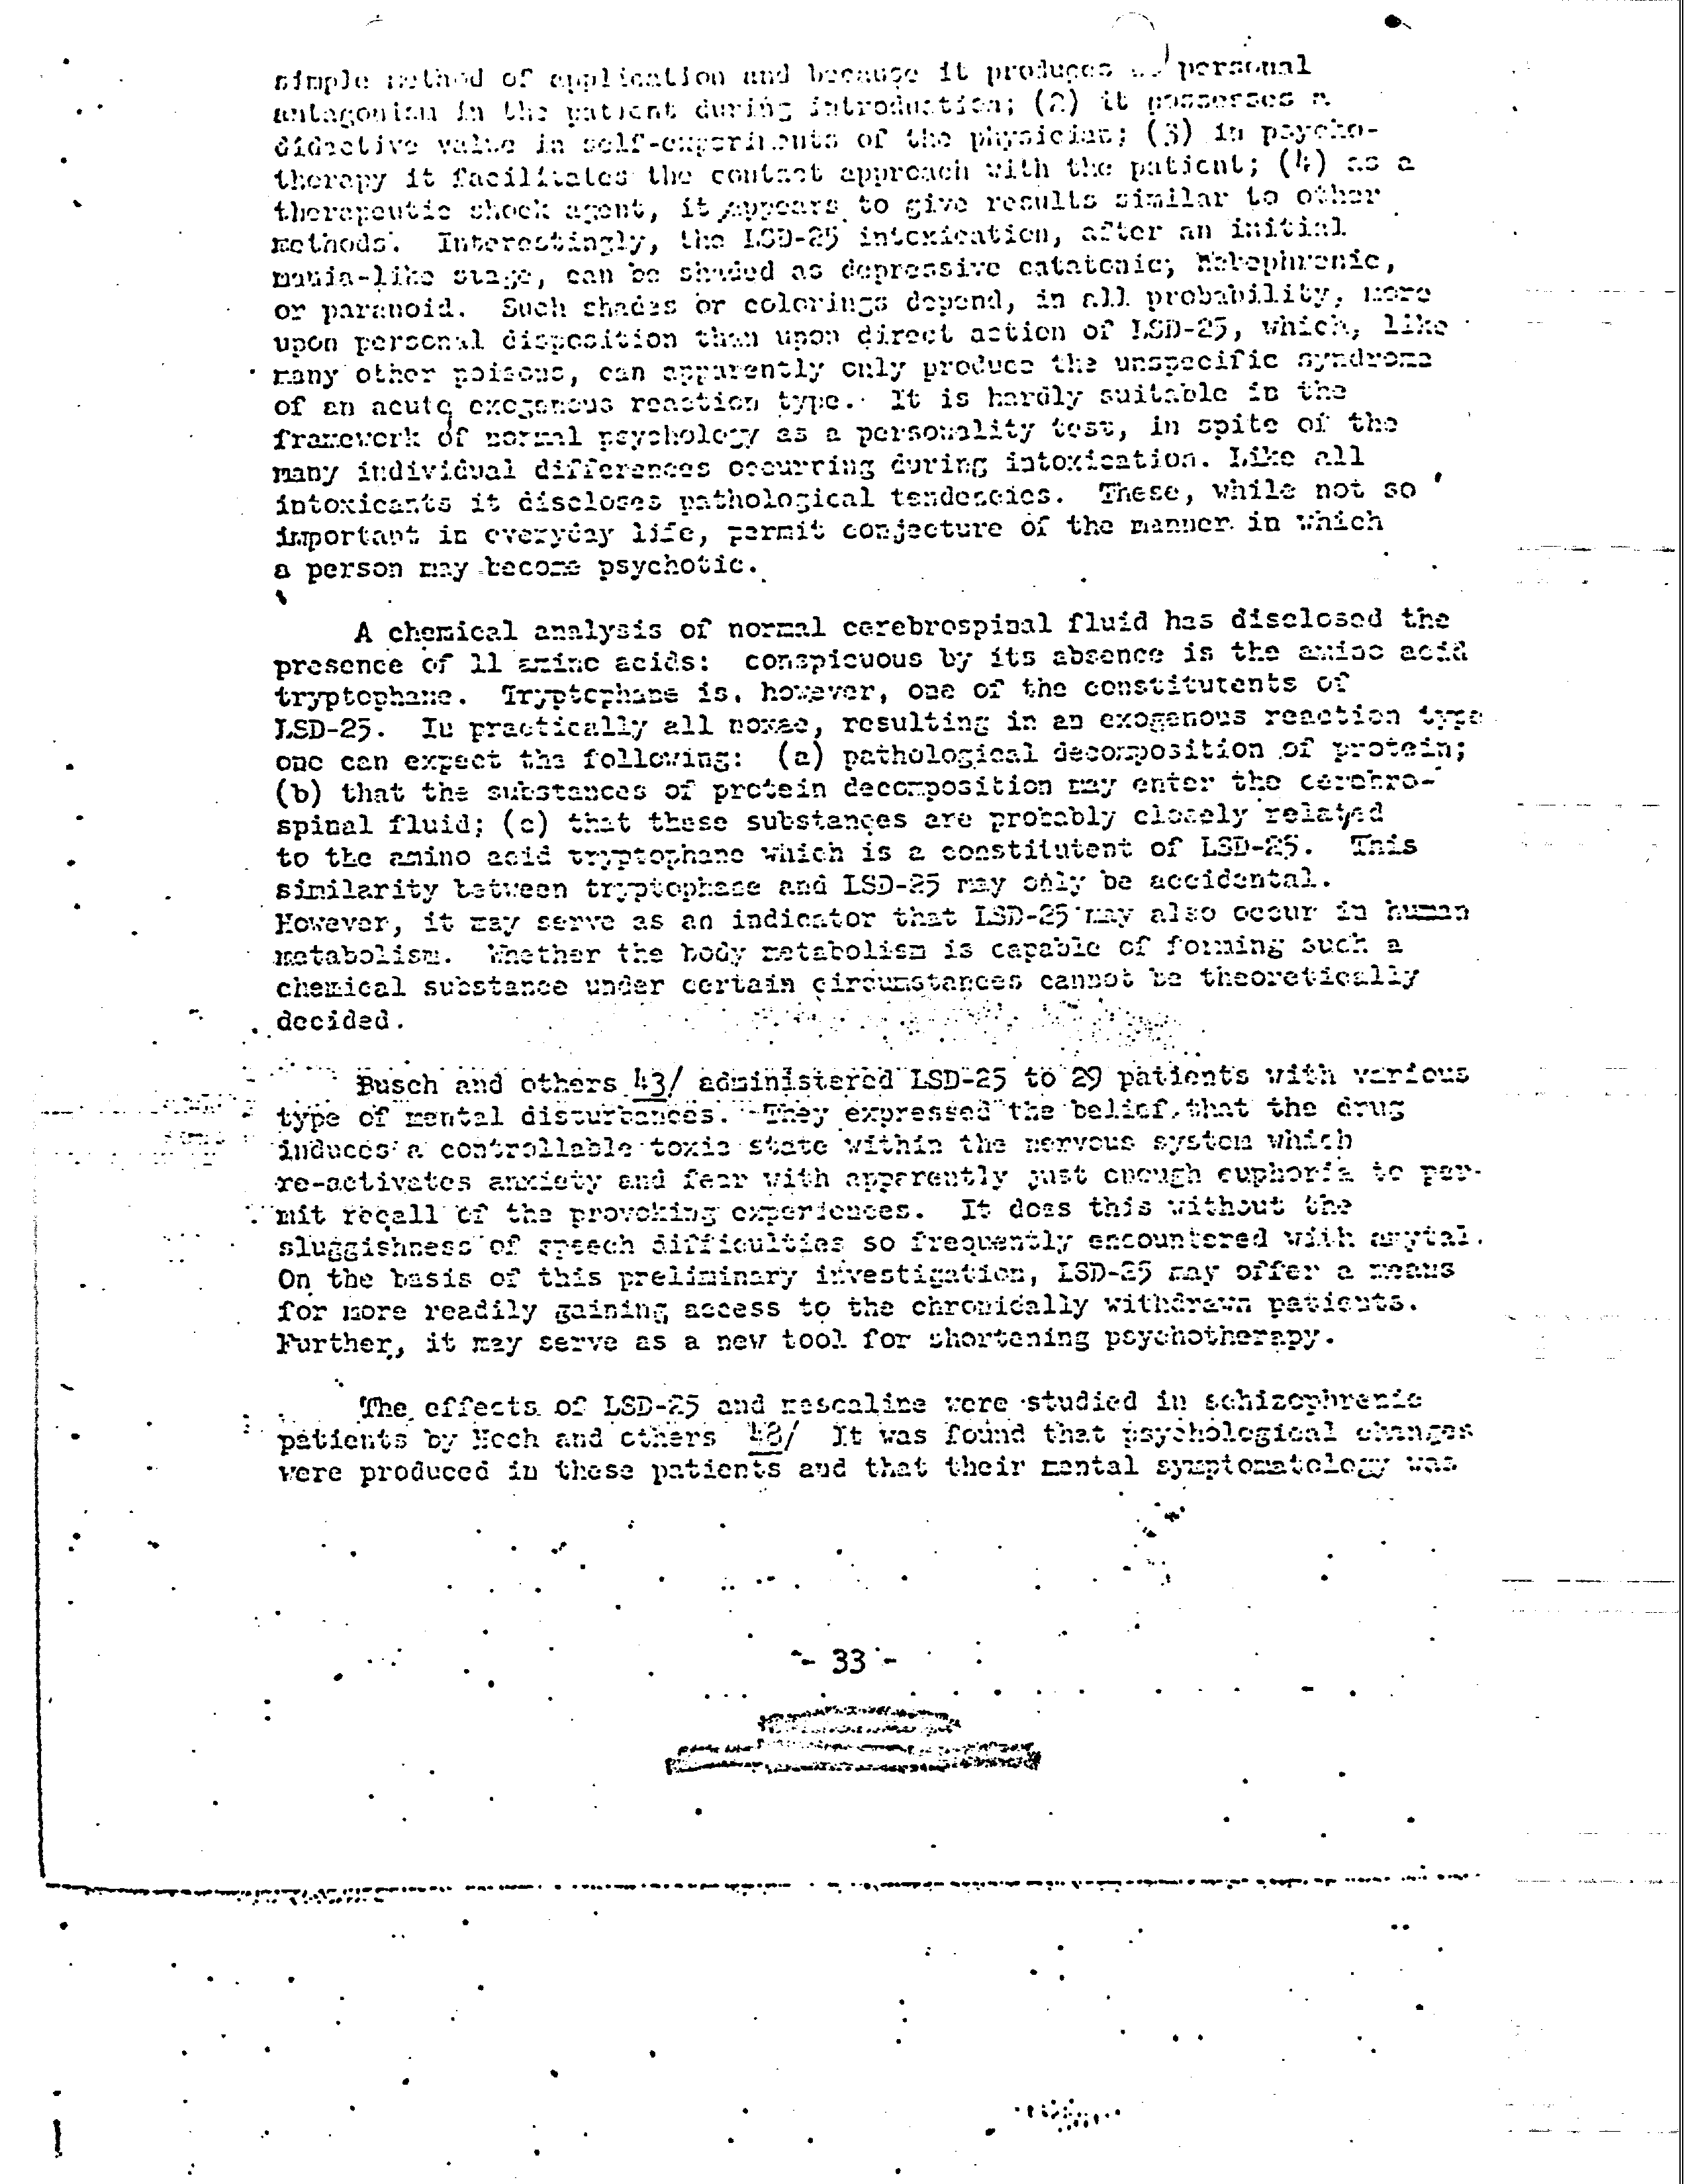 simple method of application and because it produces no personal
antagonism in the patient during introduction; (2) it possesses a
didactive value in self-experiments of the physician; (3) in psycho-
therapy it facilitates the contact approach with the patient; (4) as a
therapeutic shock agent, it appears to give results similar to other
methods. Interestingly, the LSD-25 intoxication, after an initial
mania-like stage, can be shaded as depressive catatonic, hebephrenic,
or paranoid. Such shades or colorings depend, in all probability, more
upon personal disposition than upon direct action of LSD-25, which, like
many other poisons, can apparently only produce the unspecific syndrome
of an acute exogenous reaction type. It is hardly suitable in the
framework of normal psychology as a personality test, in spite of the
many individual differences occurring during intoxication. Like all
intoxicants it discloses pathological tendencies. These, while not so
important in everyday life, permit conjecture of the manner in which
a person may become psychotic.
A chemical analysis of normal cerebrospinal fluid has disclosed the
presence of 11 amino acids: conspicuous by its absence is the amino acid
tryptophane. Tryptophane is, however, one of the constitutents of
LSD-25. In practically all noxae, resulting in an exogenous reaction type
one can expect the following: (a) pathological decomposition of protein;
(b) that the substances of protein decomposition may enter the cerebro-
spinal fluid; (c) that these substances are probably closely related
to the amino acid tryptophane which is a constitutent of LSD-25. This
similarity between tryptophane and LSD-25 may only be accidental.
However, it may serve as an indicator that LSD-25 may also occur in human
metabolism. Whether the body metabolism is capable of forming such a
chemical substance under certain circumstances cannot be theoretically
decided.
Busch and others 43/ administered LSD-25 to 29 patients with various
type of mental disturbances. They expressed the belief that the drug
induces a controllable toxic state within the nervous system which
re-activates anxiety and fear with apparently just enough euphoria to per-
mit recall of the provoking experiences. It does this without the
sluggishness of speech difficulties so frequently encountered with amytal.
On the basis of this preliminary investigation, LSD-25 may offer a means
for more readily gaining access to the chronically withdrawn patients.
Further, it may serve as a new tool for shortening psychotherapy.
The effects of LSD-25 and mescaline were studied in schizophrenic
patients by Hoch and others 48/ It was found that psychological changes
were produced in these patients and that their mental symptomatology was
- 33 -